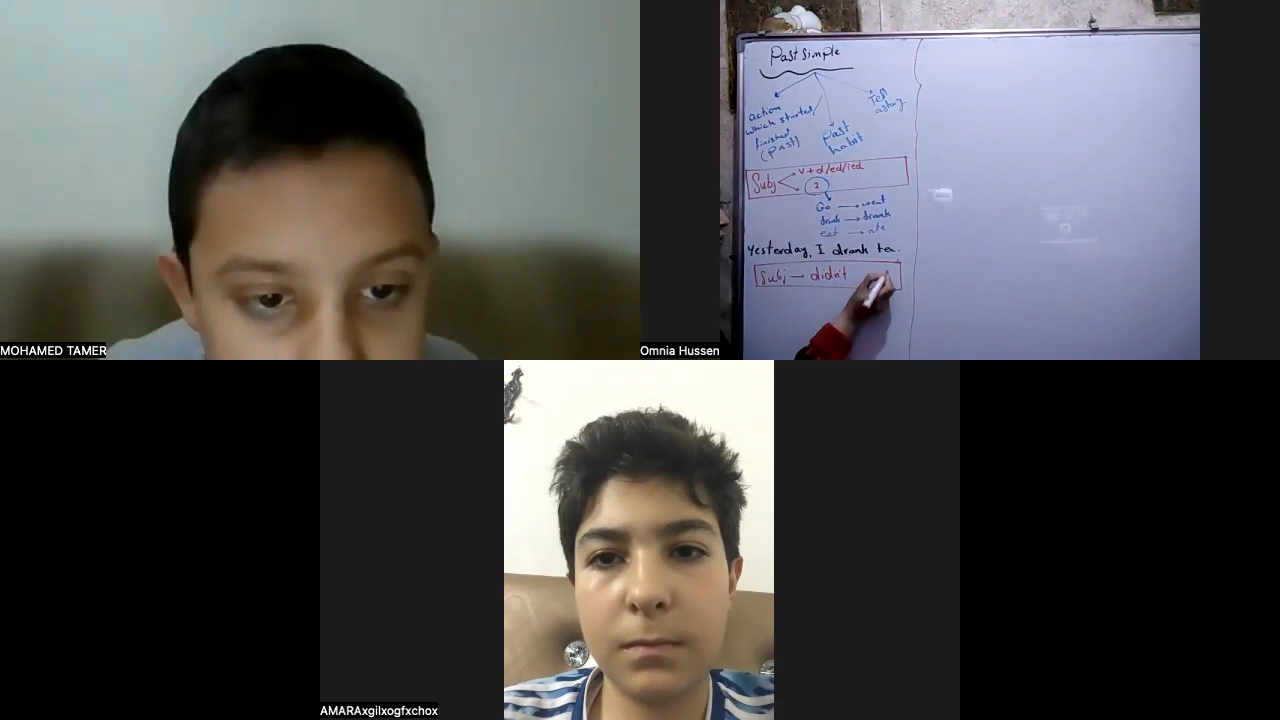 Past Simple
action
which started,
finished
(Past)
Past
habit
Tell
a story
Subj
v + d/ed/ied
2
Go → went
drink → drank
eat → ate
Yesterday, I drank tea.
Subj → didn't
MOHAMED TAMER
Omnia Hussen
AMARAxgilxogfxchox